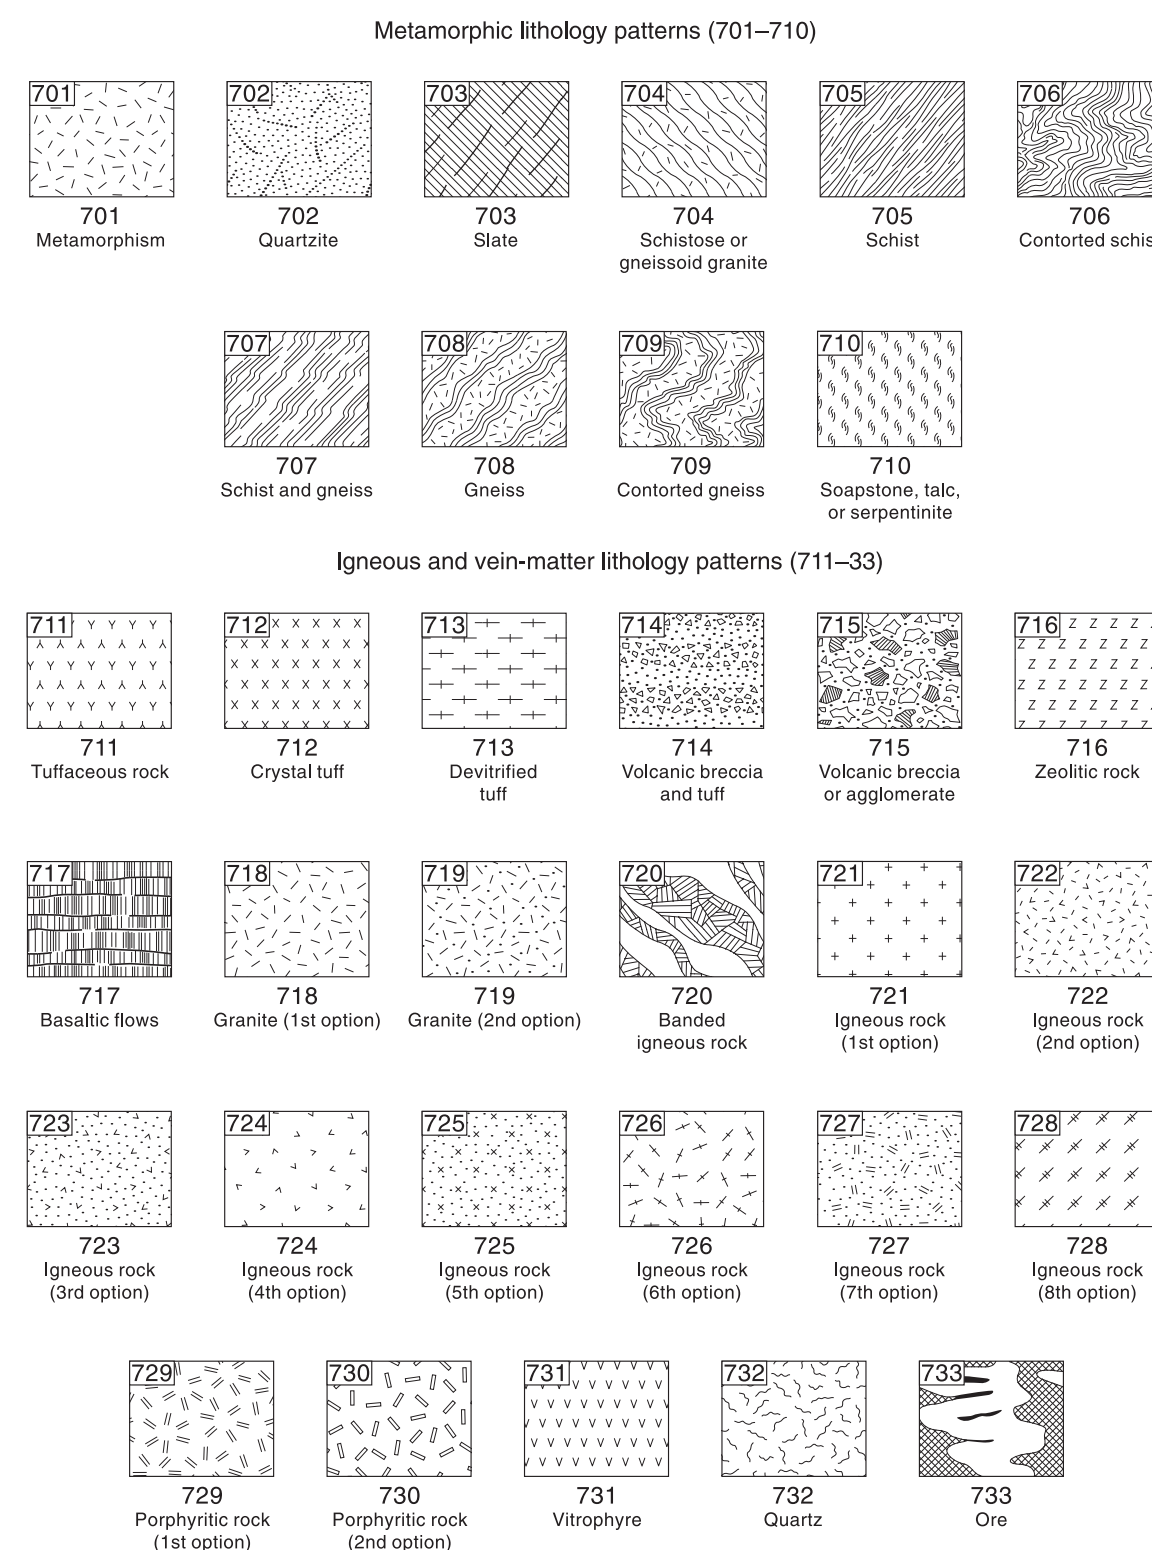 Metamorphic lithology patterns (701–710)
701 702 703 704 705 706
701 702 703 704 705 706
Metamorphism Quartzite Slate Schistose or Schist Contorted schis
gneissoid granite
707 708 709 710
707 708 709 710
Schist and gneiss Gneiss Contorted gneiss Soapstone, talc,
or serpentinite
Igneous and vein-matter lithology patterns (711–33)
711 712 713 714 715 716
711 712 713 714 715 716
Tuffaceous rock Crystal tuff Devitrified Volcanic breccia Volcanic breccia Zeolitic rock
tuff and tuff or agglomerate
717 718 719 720 721 722
717 718 719 720 721 722
Basaltic flows Granite (1st option) Granite (2nd option) Banded Igneous rock Igneous rock
igneous rock (1st option) (2nd option)
723 724 725 726 727 728
723 724 725 726 727 728
Igneous rock Igneous rock Igneous rock Igneous rock Igneous rock Igneous rock
(3rd option) (4th option) (5th option) (6th option) (7th option) (8th option)
729 730 731 732 733
729 730 731 732 733
Porphyritic rock Porphyritic rock Vitrophyre Quartz Ore
(1st option) (2nd option)